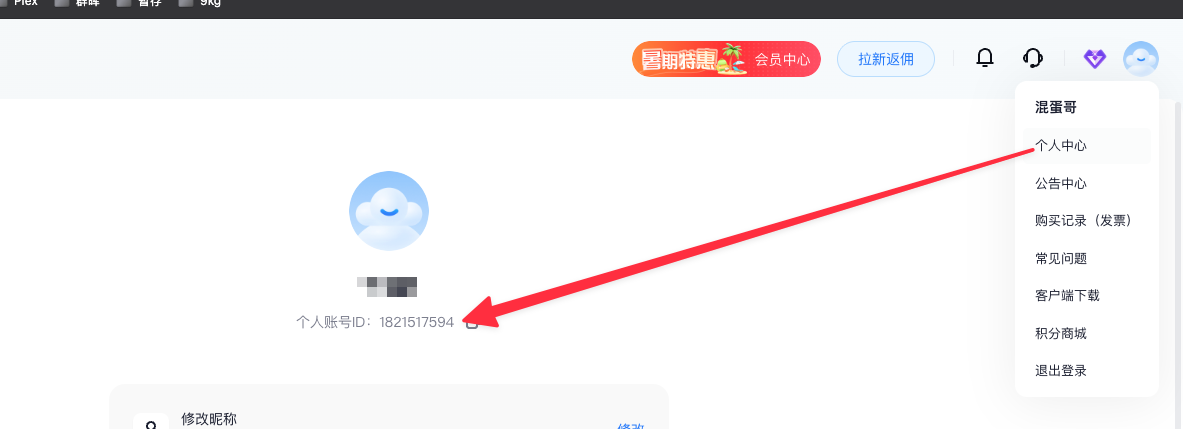 Plex 群晖 暂存 9kg
暑期特惠 会员中心 拉新返佣
混蛋哥
个人中心
公告中心
购买记录（发票）
常见问题
客户端下载
积分商城
退出登录
个人账号ID：1821517594
修改昵称
修改